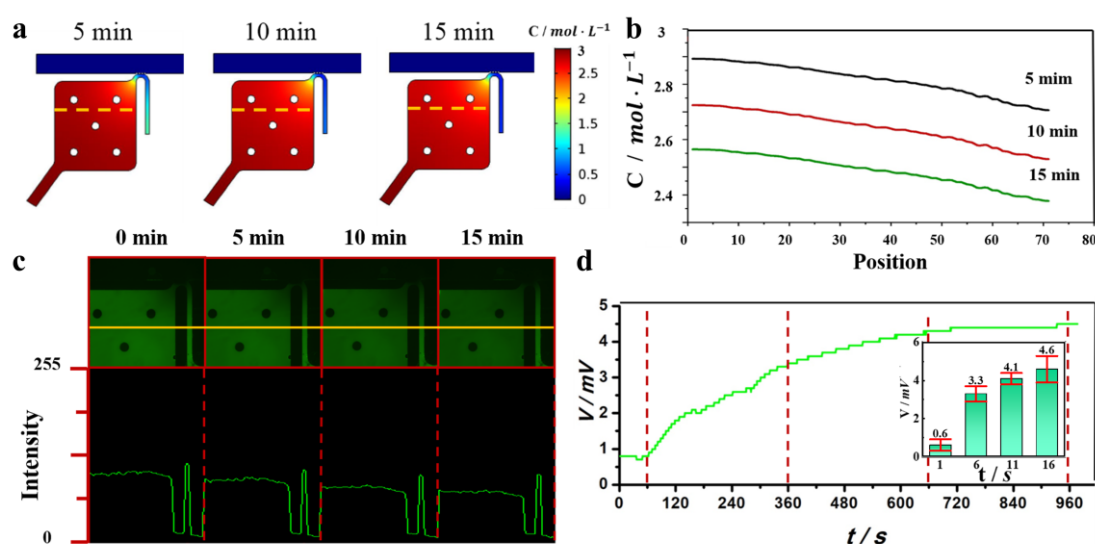 a
5 min
10 min
15 min
C / mol · L⁻¹
3
2.5
2
1.5
1
0.5
0
b
C / mol · L⁻¹
3
2.8
2.6
2.4
5 mim
10 min
15 min
0 10 20 30 40 50 60 70 80
Position
c
0 min
5 min
10 min
15 min
255
Intensity
0
d
V / mV
5
4
3
2
1
0
0 120 240 360 480 600 720 840 960
t / s
V / mV
6
4
2
0
0.6
3.3
4.1
4.6
1 6 11 16
t / s